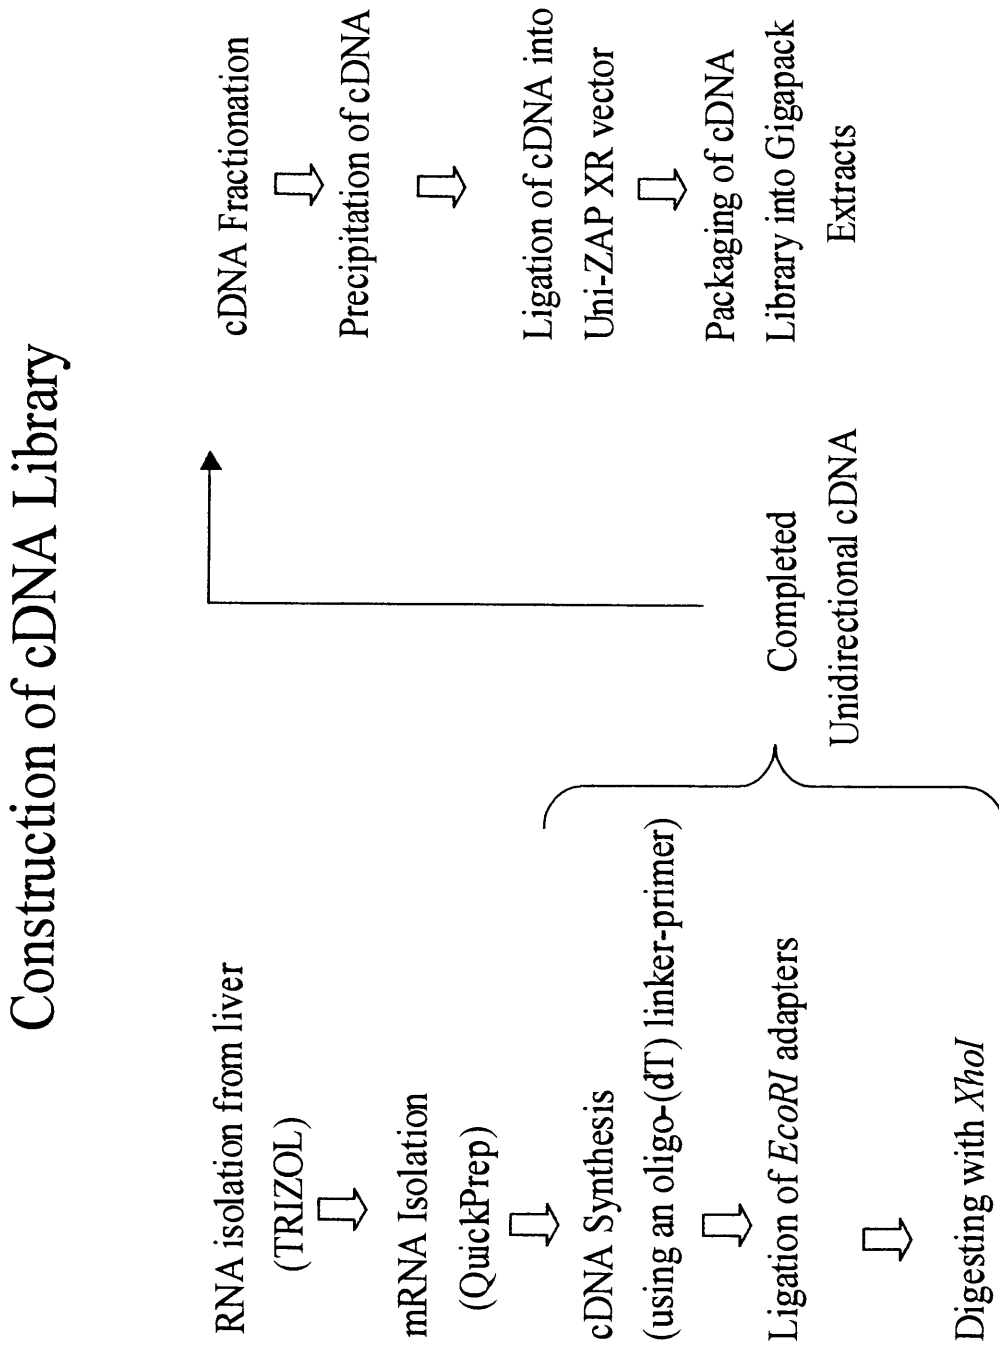 Construction of cDNA Library
RNA isolation from liver
(TRIZOL)
mRNA Isolation
(QuickPrep)
cDNA Synthesis
(using an oligo-(dT) linker-primer)
Ligation of EcoRI adapters
Digesting with XhoI
Completed
Unidirectional cDNA
cDNA Fractionation
Precipitation of cDNA
Ligation of cDNA into
Uni-ZAP XR vector
Packaging of cDNA
Library into Gigapack
Extracts